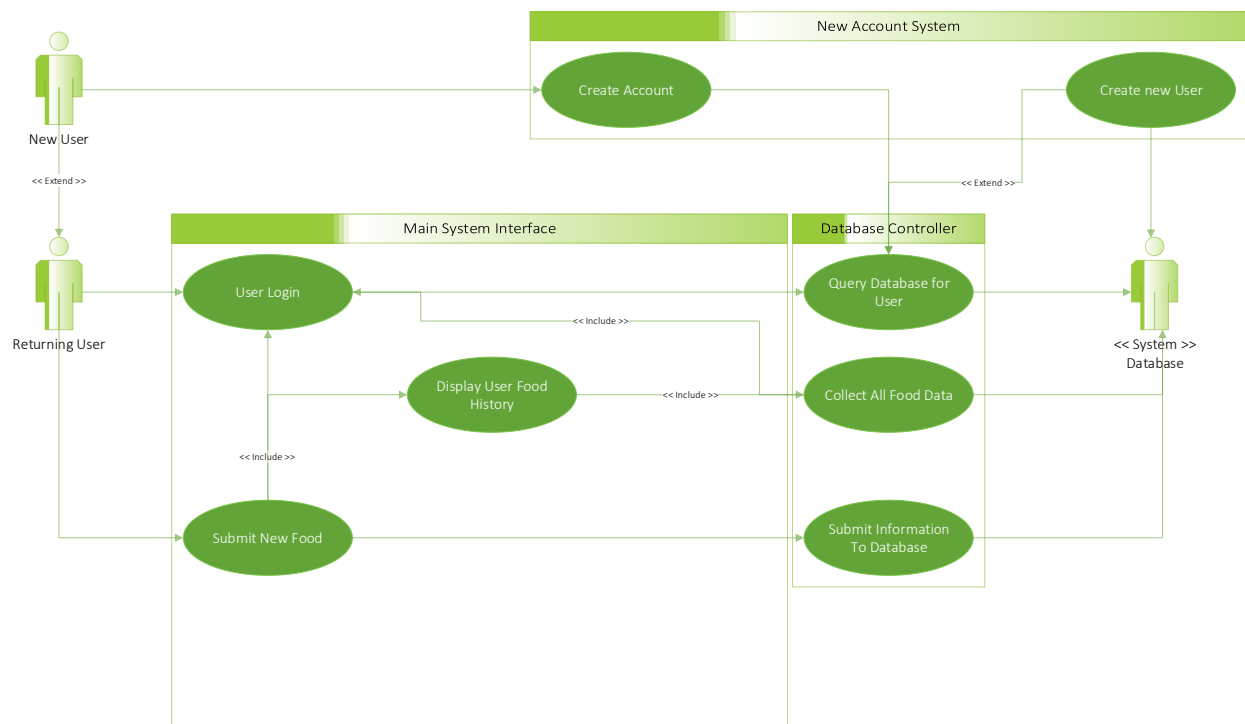 New Account System
Create Account
Create new User
New User
<< Extend >>
<< Extend >>
Main System Interface
Database Controller
User Login
Query Database for
User
Returning User
<< System >>
Database
<< Include >>
Display User Food
History
<< Include >>
Collect All Food Data
<< Include >>
Submit New Food
Submit Information
To Database